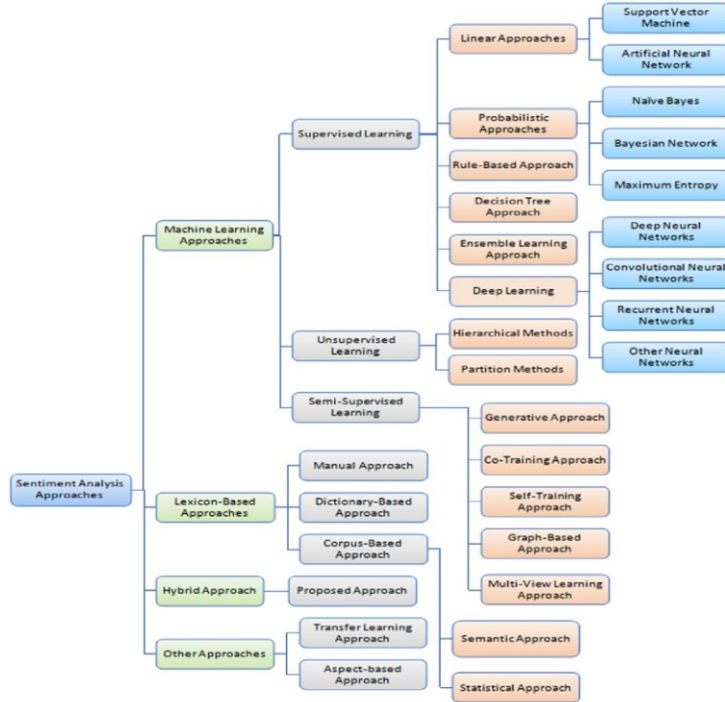 Sentiment Analysis
Approaches
Machine Learning
Approaches
Supervised Learning
Linear Approaches
Support Vector
Machine
Artificial Neural
Network
Probabilistic
Approaches
Naïve Bayes
Bayesian Network
Maximum Entropy
Rule-Based Approach
Decision Tree
Approach
Ensemble Learning
Approach
Deep Learning
Deep Neural
Networks
Convolutional Neural
Networks
Recurrent Neural
Networks
Other Neural
Networks
Unsupervised
Learning
Hierarchical Methods
Partition Methods
Semi-Supervised
Learning
Generative Approach
Co-Training Approach
Self-Training
Approach
Graph-Based
Approach
Multi-View Learning
Approach
Lexicon-Based
Approaches
Manual Approach
Dictionary-Based
Approach
Corpus-Based
Approach
Semantic Approach
Statistical Approach
Hybrid Approach
Proposed Approach
Other Approaches
Transfer Learning
Approach
Aspect-based
Approach